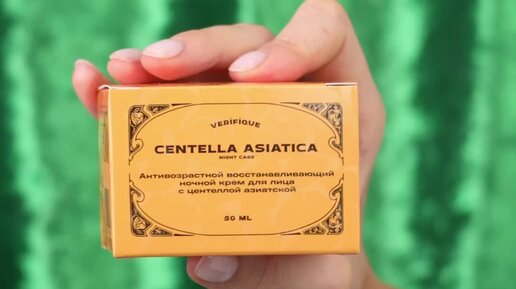 VERIFIQUE
CENTELLA ASIATICA
NIGHT CARE
Антивозрастной восстанавливающий
ночной крем для лица
с центеллой азиатской
50 ML